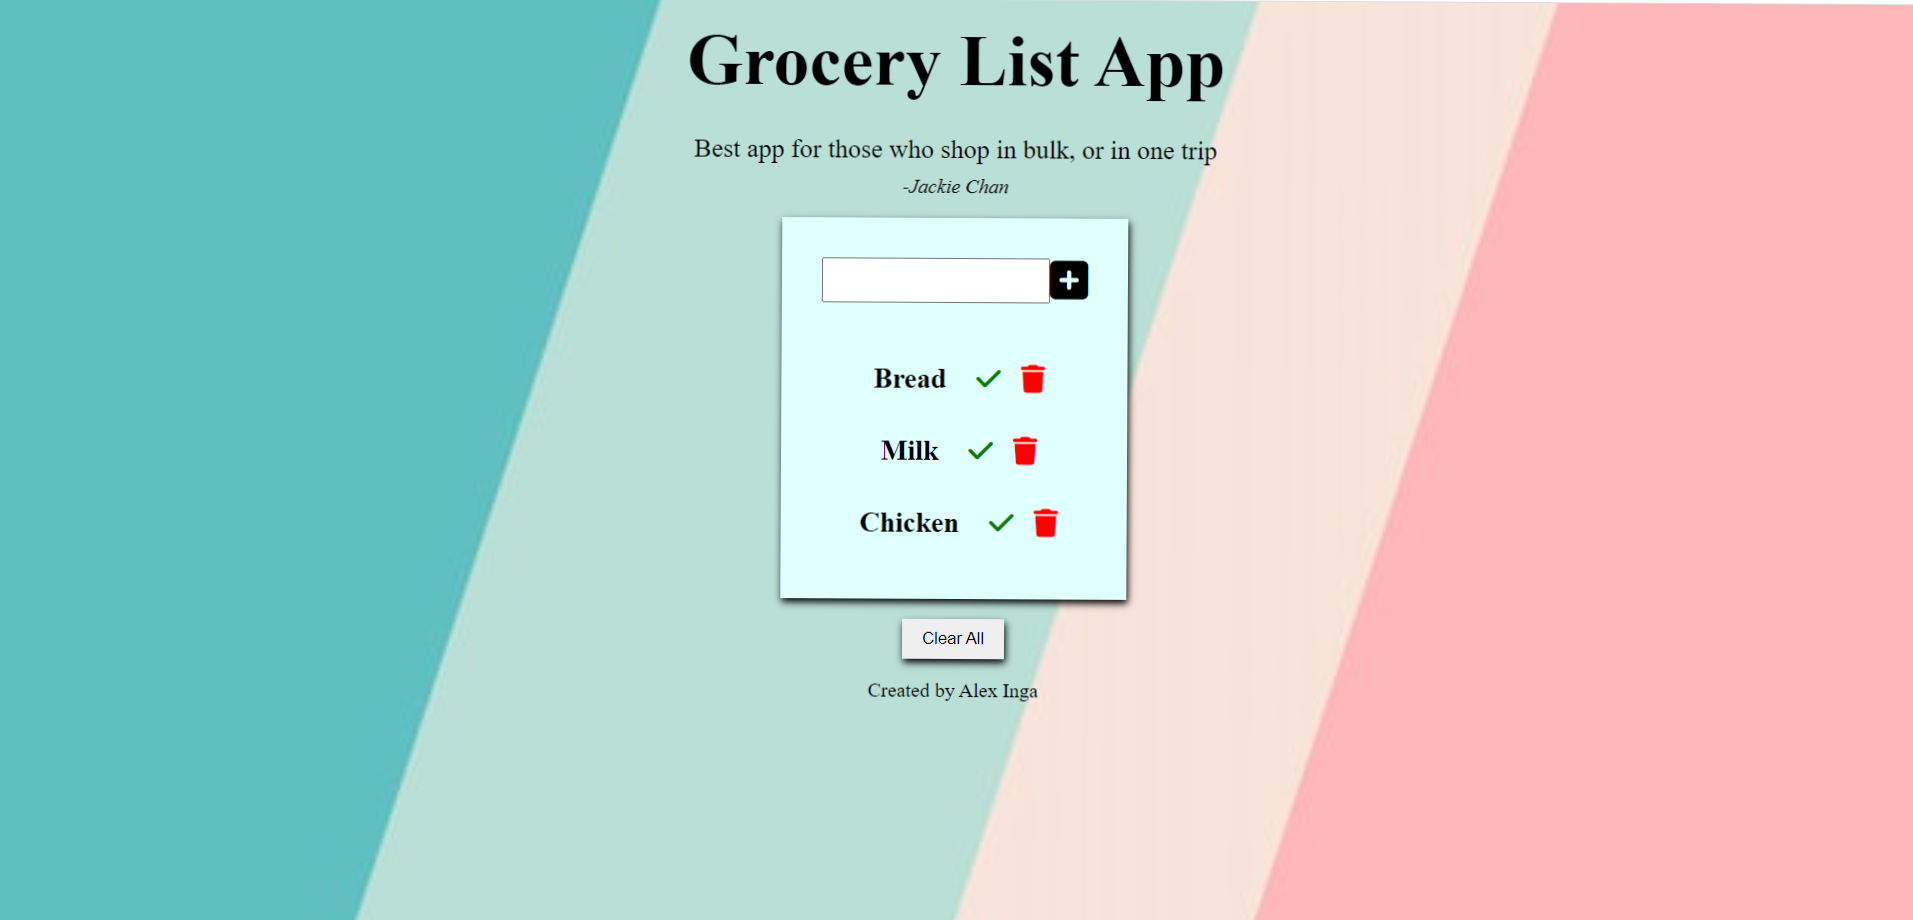 Grocery List App
Best app for those who shop in bulk, or in one trip
-Jackie Chan
Bread
Milk
Chicken
Clear All
Created by Alex Inga